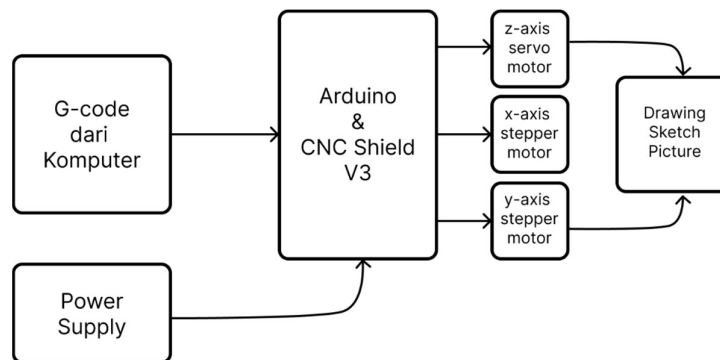 G-code
dari
Komputer
Power
Supply
Arduino
&
CNC Shield
V3
z-axis
servo
motor
x-axis
stepper
motor
y-axis
stepper
motor
Drawing
Sketch
Picture